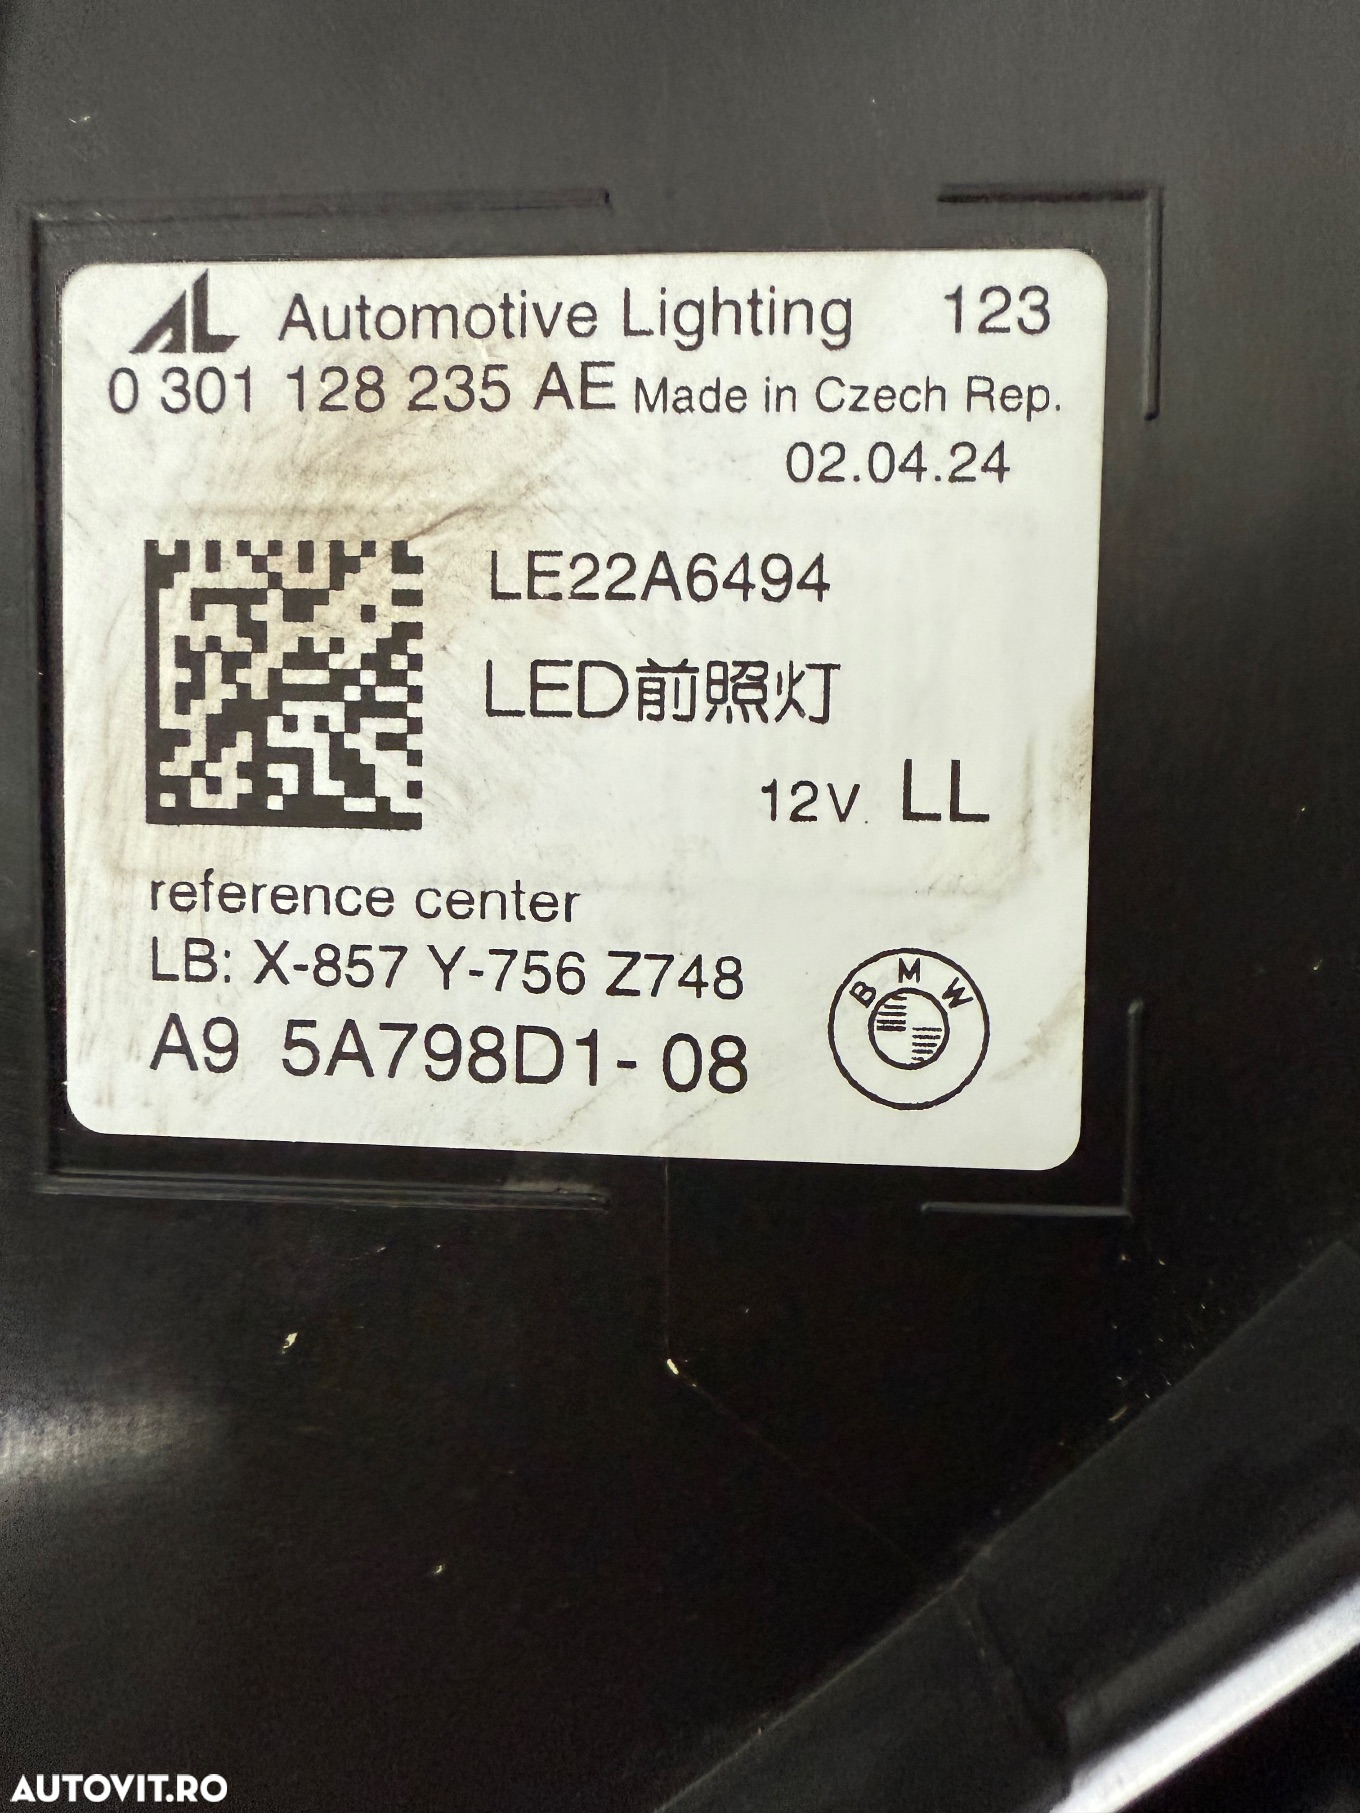 AL Automotive Lighting 123
0 301 128 235 AE Made in Czech Rep.
02.04.24
LE22A6494
LED前照灯
12V LL
reference center
LB: X-857 Y-756 Z748
A9 5A798D1- 08
BMW
AUTOVIT.RO